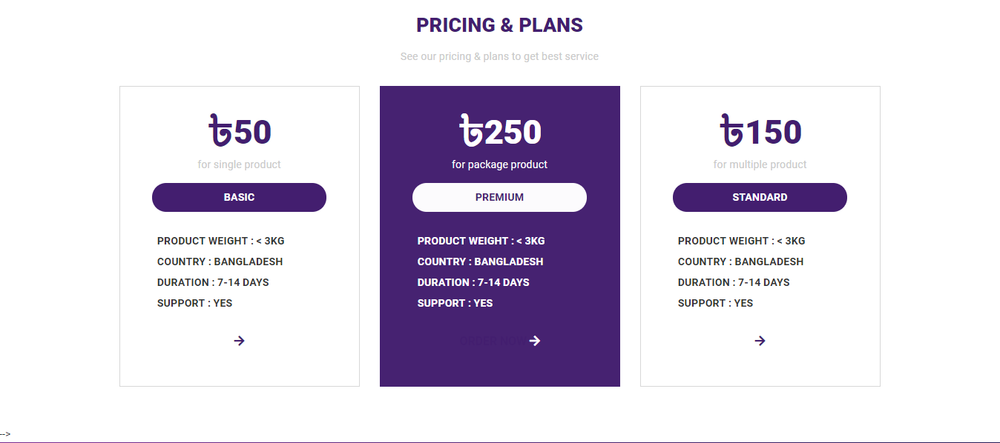 PRICING & PLANS
See our pricing & plans to get best service
৳50
for single product
BASIC
PRODUCT WEIGHT : < 3KG
COUNTRY : BANGLADESH
DURATION : 7-14 DAYS
SUPPORT : YES
→
৳250
for package product
PREMIUM
PRODUCT WEIGHT : < 3KG
COUNTRY : BANGLADESH
DURATION : 7-14 DAYS
SUPPORT : YES
ORDER NOW →
৳150
for multiple product
STANDARD
PRODUCT WEIGHT : < 3KG
COUNTRY : BANGLADESH
DURATION : 7-14 DAYS
SUPPORT : YES
→
-->